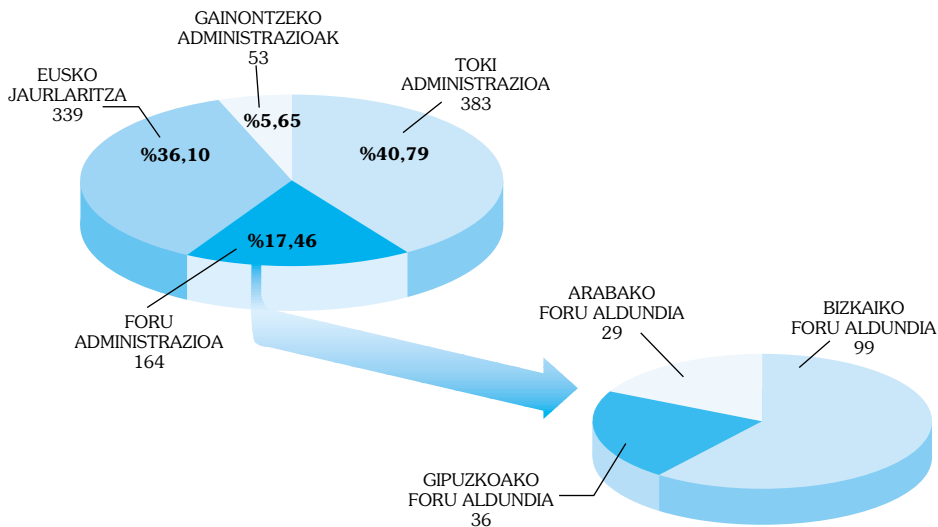 GAINONTZEKO
ADMINISTRAZIOAK
53
EUSKO
JAURLARITZA
339
TOKI
ADMINISTRAZIOA
383
%5,65
%36,10
%40,79
%17,46
FORU
ADMINISTRAZIOA
164
ARABAKO
FORU ALDUNDIA
29
BIZKAIKO
FORU ALDUNDIA
99
GIPUZKOAKO
FORU ALDUNDIA
36